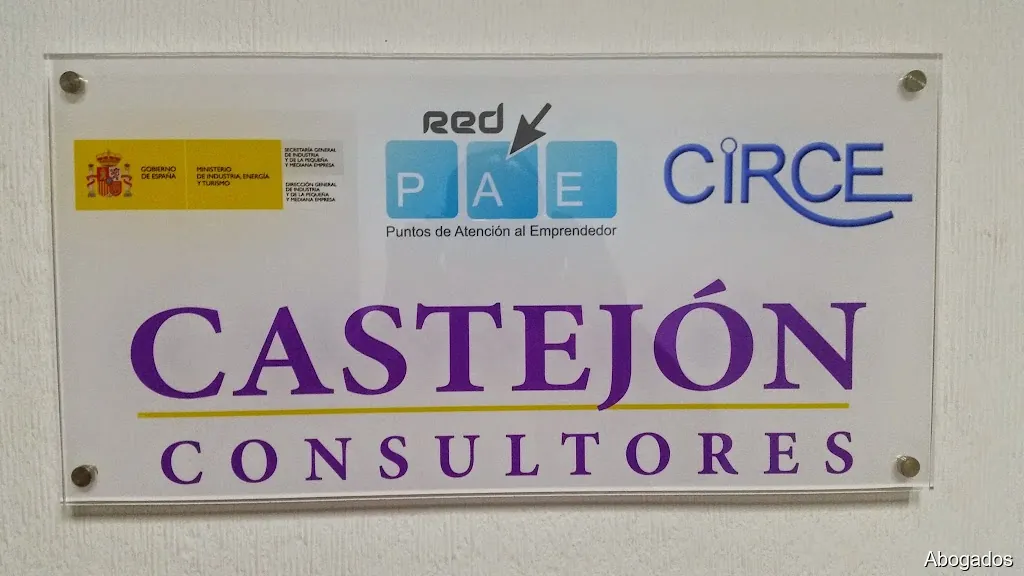 GOBIERNO
DE ESPAÑA
MINISTERIO
DE INDUSTRIA, ENERGÍA
Y TURISMO
SECRETARÍA GENERAL
DE INDUSTRIA
Y DE LA PEQUEÑA
Y MEDIANA EMPRESA
DIRECCIÓN GENERAL
DE INDUSTRIA
Y DE LA PEQUEÑA
Y MEDIANA EMPRESA
red
PAE
Puntos de Atención al Emprendedor
CIRCE
CASTEJÓN
CONSULTORES
Abogados